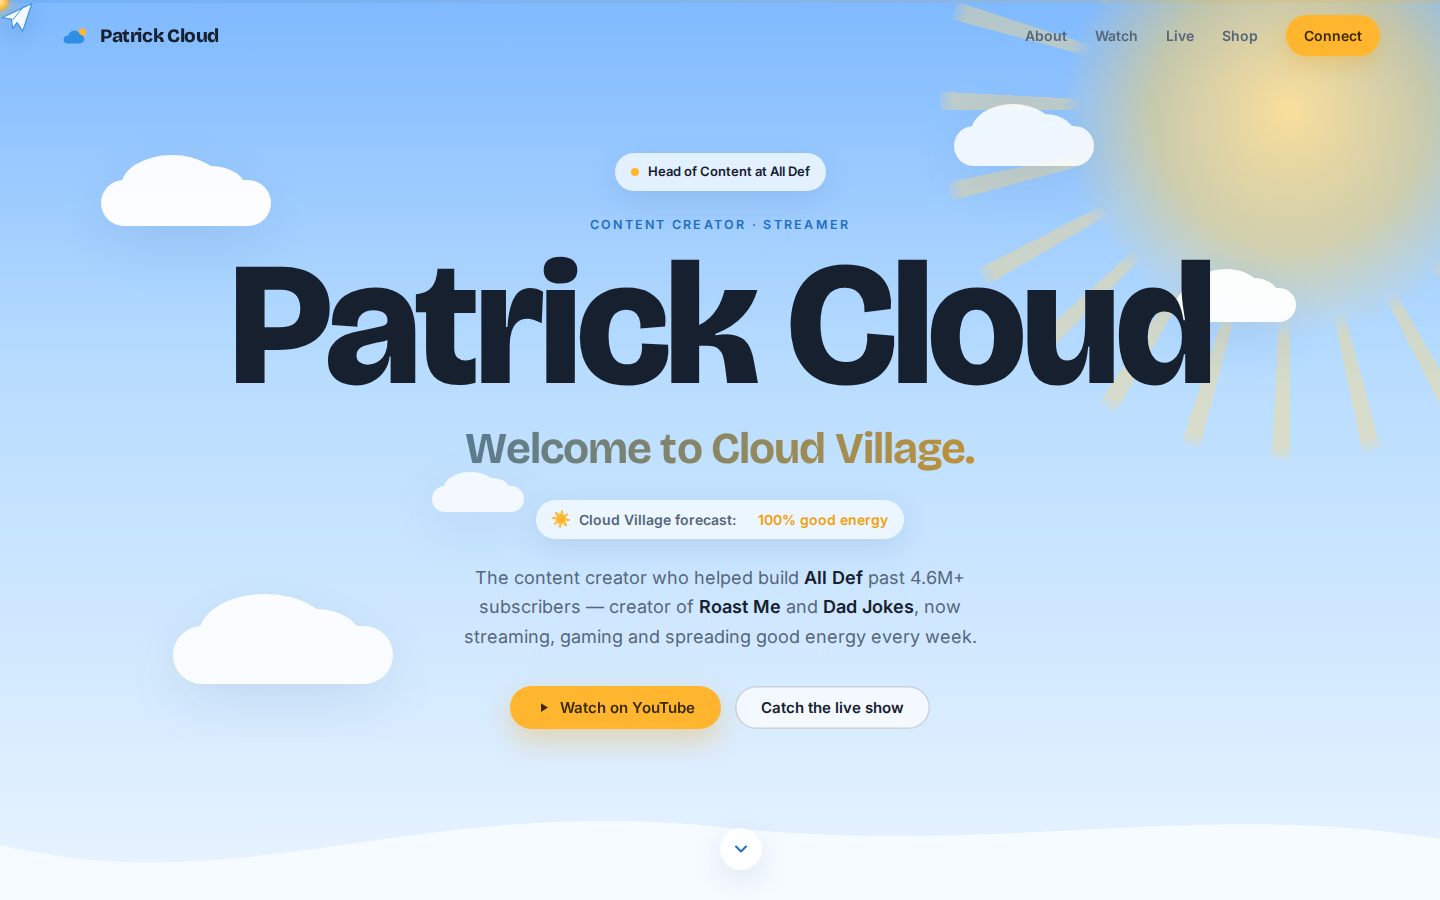 Patrick Cloud
About
Watch
Live
Shop
Connect
Head of Content at All Def
CONTENT CREATOR · STREAMER
Patrick Cloud
Welcome to Cloud Village.
Cloud Village forecast: 100% good energy
The content creator who helped build All Def past 4.6M+
subscribers — creator of Roast Me and Dad Jokes, now
streaming, gaming and spreading good energy every week.
Watch on YouTube
Catch the live show